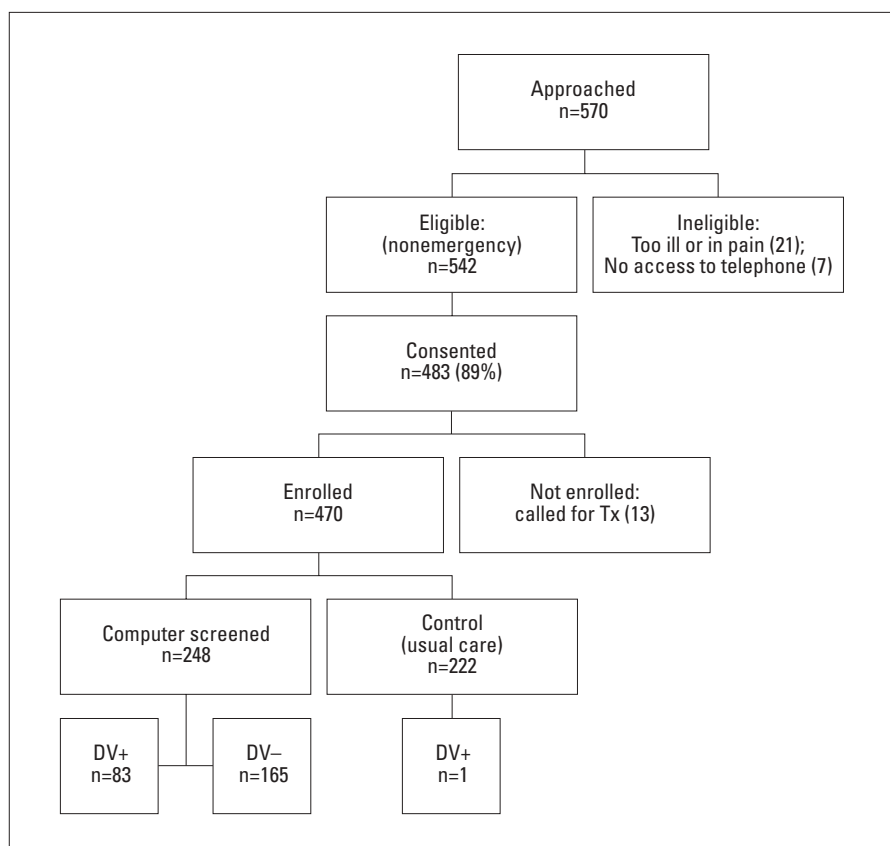 Approached
n=570
Eligible:
(nonemergency)
n=542
Ineligible:
Too ill or in pain (21);
No access to telephone (7)
Consented
n=483 (89%)
Enrolled
n=470
Not enrolled:
called for Tx (13)
Computer screened
n=248
Control
(usual care)
n=222
DV+
n=83
DV–
n=165
DV+
n=1